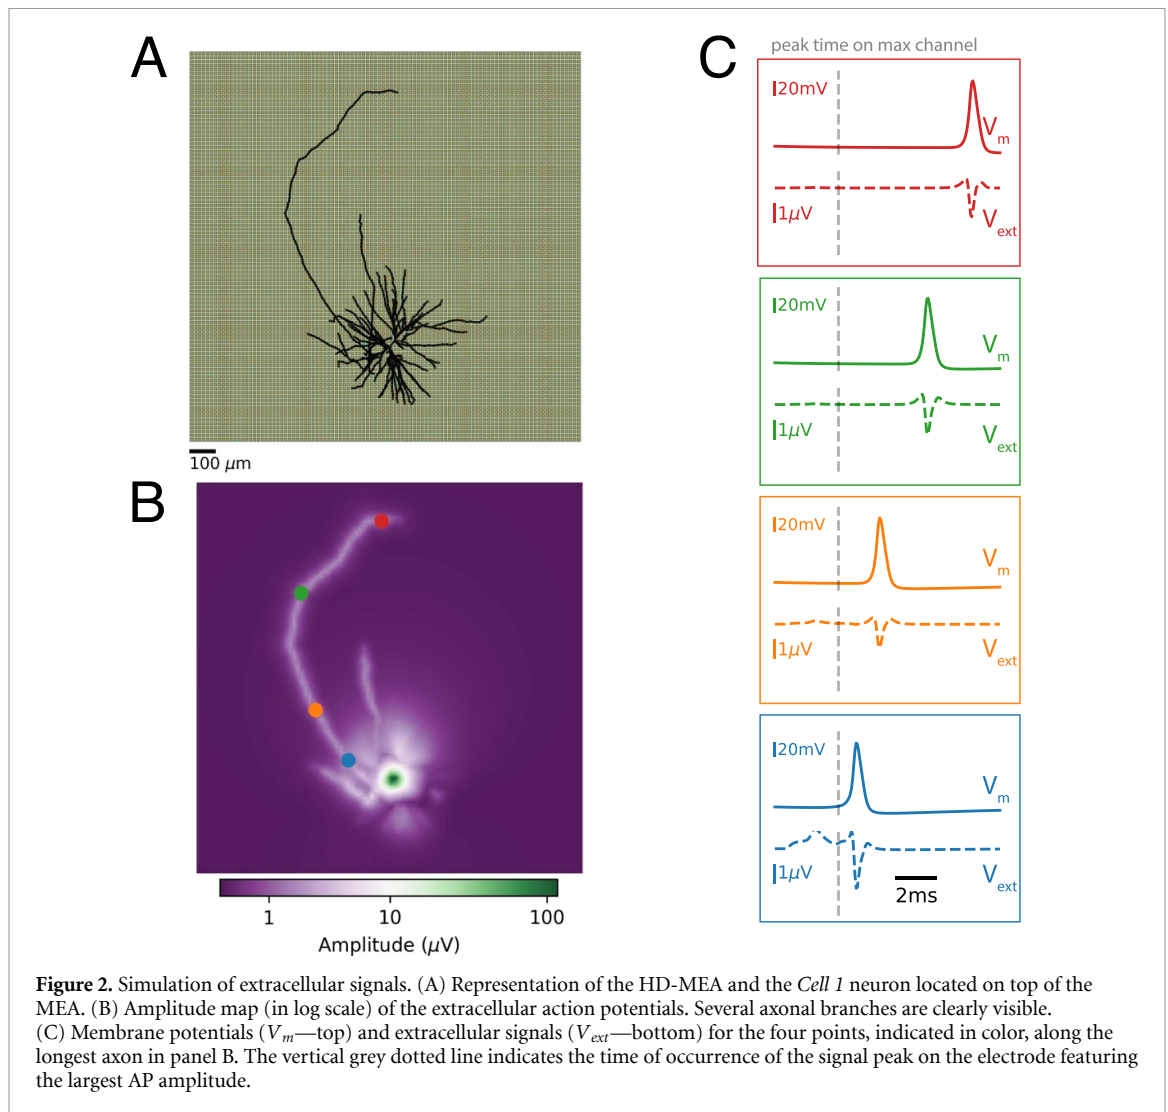 A
100 μm
B
1
10
100
Amplitude (μV)
C
peak time on max channel
20mV
Vm
1μV
Vext
20mV
Vm
1μV
Vext
20mV
Vm
1μV
Vext
20mV
Vm
1μV
Vext
2ms
Figure 2. Simulation of extracellular signals. (A) Representation of the HD-MEA and the Cell 1 neuron located on top of the
MEA. (B) Amplitude map (in log scale) of the extracellular action potentials. Several axonal branches are clearly visible.
(C) Membrane potentials (Vm—top) and extracellular signals (Vext—bottom) for the four points, indicated in color, along the
longest axon in panel B. The vertical grey dotted line indicates the time of occurrence of the signal peak on the electrode featuring
the largest AP amplitude.